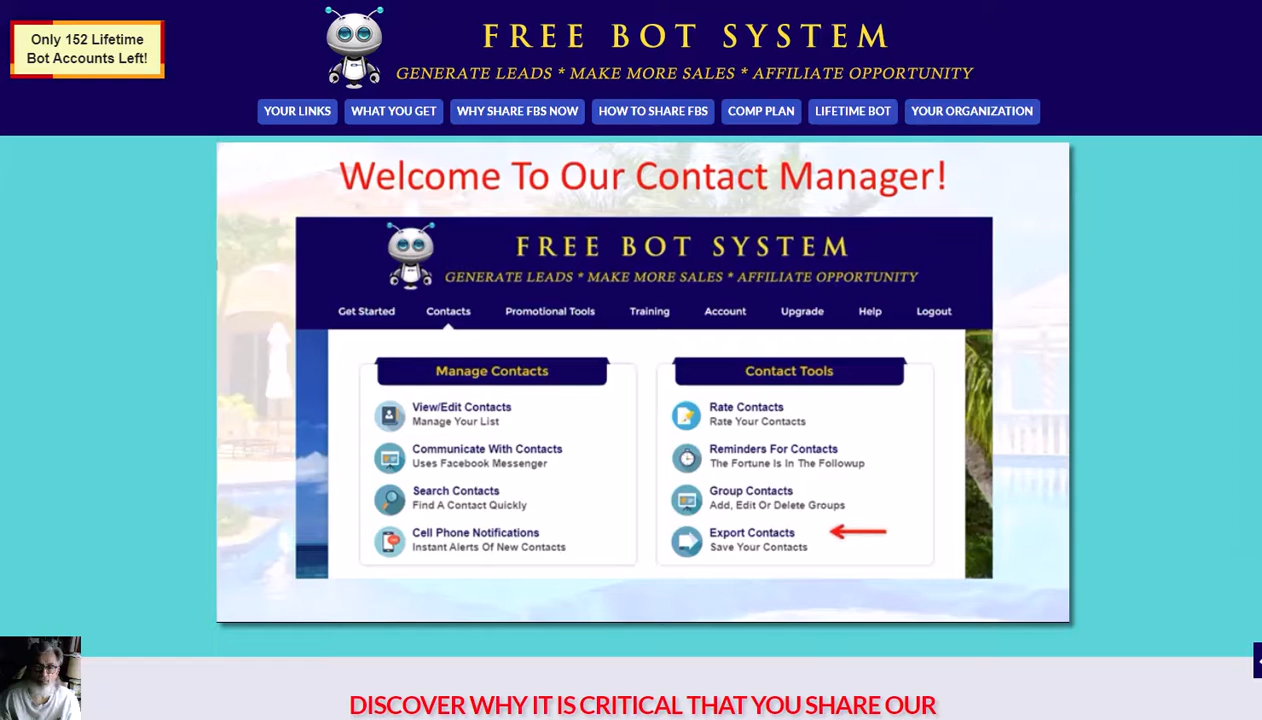 Only 152 Lifetime
Bot Accounts Left!
FREE BOT SYSTEM
GENERATE LEADS * MAKE MORE SALES * AFFILIATE OPPORTUNITY
YOUR LINKS WHAT YOU GET WHY SHARE FBS NOW HOW TO SHARE FBS COMP PLAN LIFETIME BOT YOUR ORGANIZATION
Welcome To Our Contact Manager!
FREE BOT SYSTEM
GENERATE LEADS * MAKE MORE SALES * AFFILIATE OPPORTUNITY
Get Started Contacts Promotional Tools Training Account Upgrade Help Logout
Manage Contacts
View/Edit Contacts
Manage Your List
Communicate With Contacts
Uses Facebook Messenger
Search Contacts
Find A Contact Quickly
Cell Phone Notifications
Instant Alerts Of New Contacts
Contact Tools
Rate Contacts
Rate Your Contacts
Reminders For Contacts
The Fortune Is In The Followup
Group Contacts
Add, Edit Or Delete Groups
Export Contacts
Save Your Contacts
DISCOVER WHY IT IS CRITICAL THAT YOU SHARE OUR